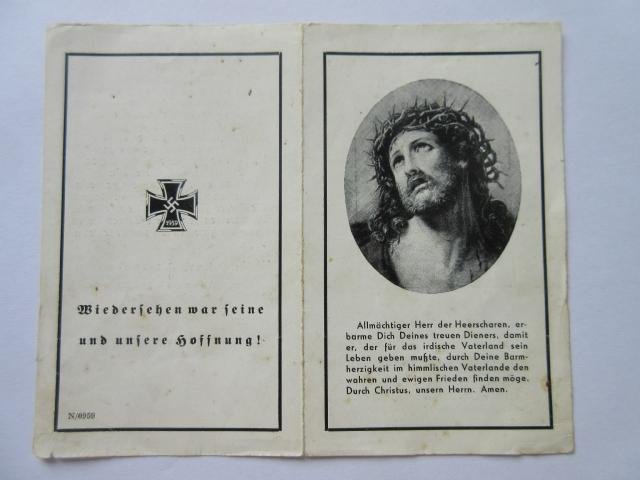 1939
Wiedersehen war seine
und unsere Hoffnung!
N/0959
Allmächtiger Herr der Heerscharen, er-
barme Dich Deines treuen Dieners, damit
er, der für das irdische Vaterland sein
Leben geben mußte, durch Deine Barm-
herzigkeit im himmlischen Vaterlande den
wahren und ewigen Frieden finden möge.
Durch Christus, unsern Herrn. Amen.